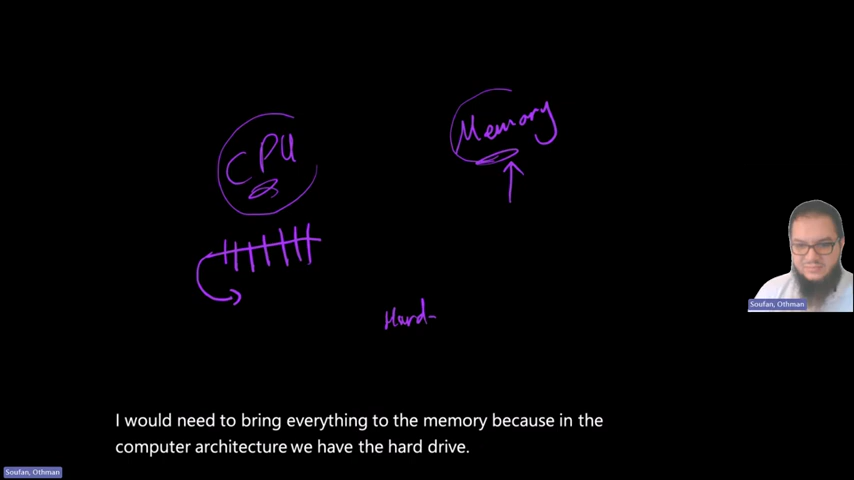 Memory
CPU
Hard-
Soufan, Othman
I would need to bring everything to the memory because in the
computer architecture we have the hard drive.
Soufan, Othman